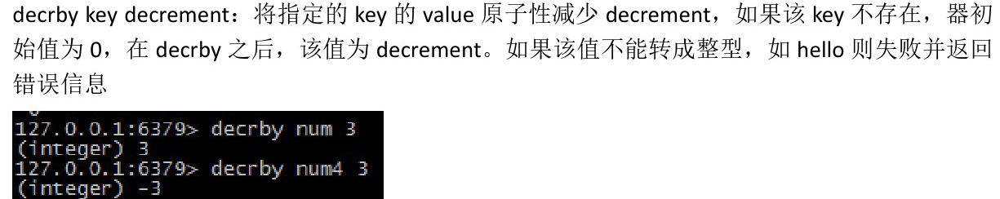 decrby key decrement：将指定的 key 的 value 原子性减少 decrement，如果该 key 不存在，器初
始值为 0，在 decrby 之后，该值为 decrement。如果该值不能转成整型，如 hello 则失败并返回
错误信息
127.0.0.1:6379> decrby num 3
(integer) 3
127.0.0.1:6379> decrby num4 3
(integer) -3